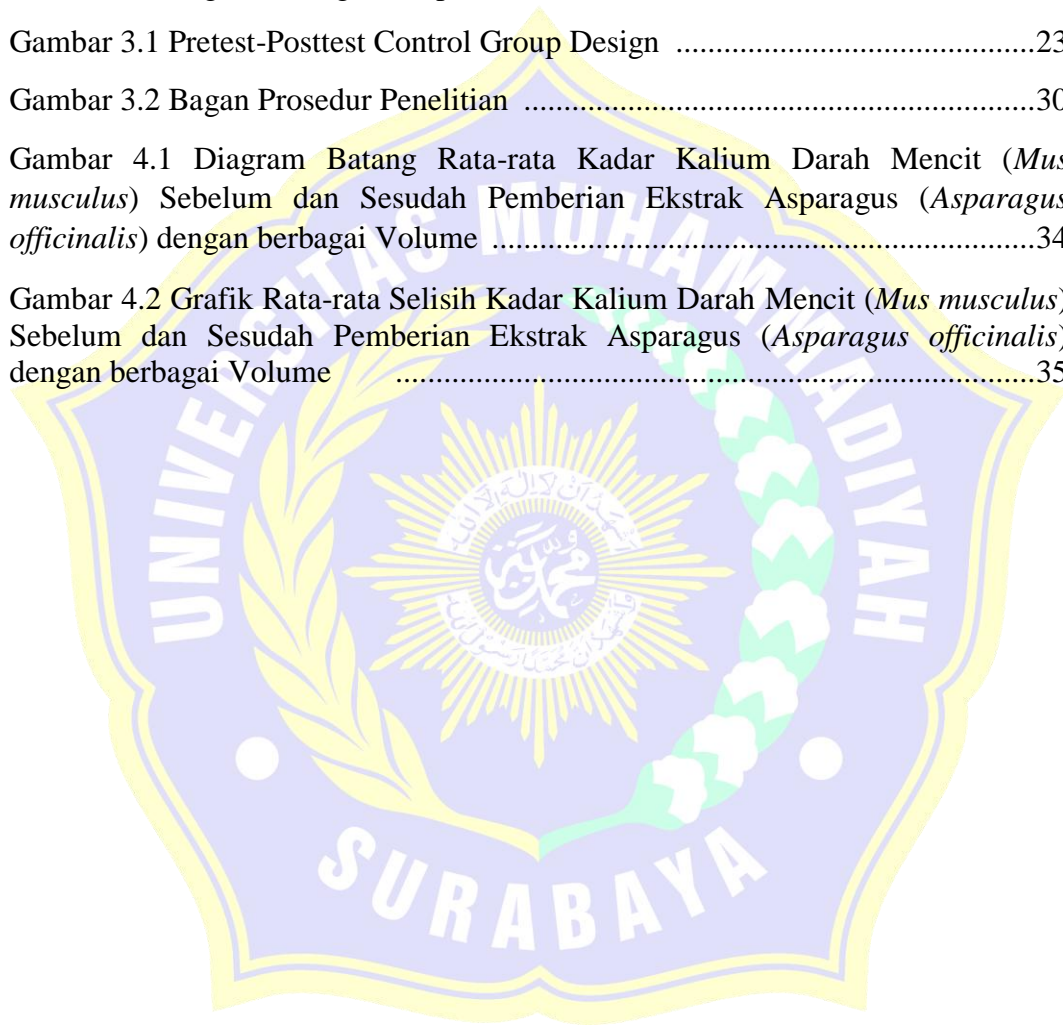 Gambar 3.1 Pretest-Posttest Control Group Design .........................................23
Gambar 3.2 Bagan Prosedur Penelitian ............................................................30
Gambar 4.1 Diagram Batang Rata-rata Kadar Kalium Darah Mencit (Mus
musculus) Sebelum dan Sesudah Pemberian Ekstrak Asparagus (Asparagus
officinalis) dengan berbagai Volume ................................................................34
Gambar 4.2 Grafik Rata-rata Selisih Kadar Kalium Darah Mencit (Mus musculus)
Sebelum dan Sesudah Pemberian Ekstrak Asparagus (Asparagus officinalis)
dengan berbagai Volume ...........................................................................35
UNIVERSITAS MUHAMMADIYAH
SURABAYA